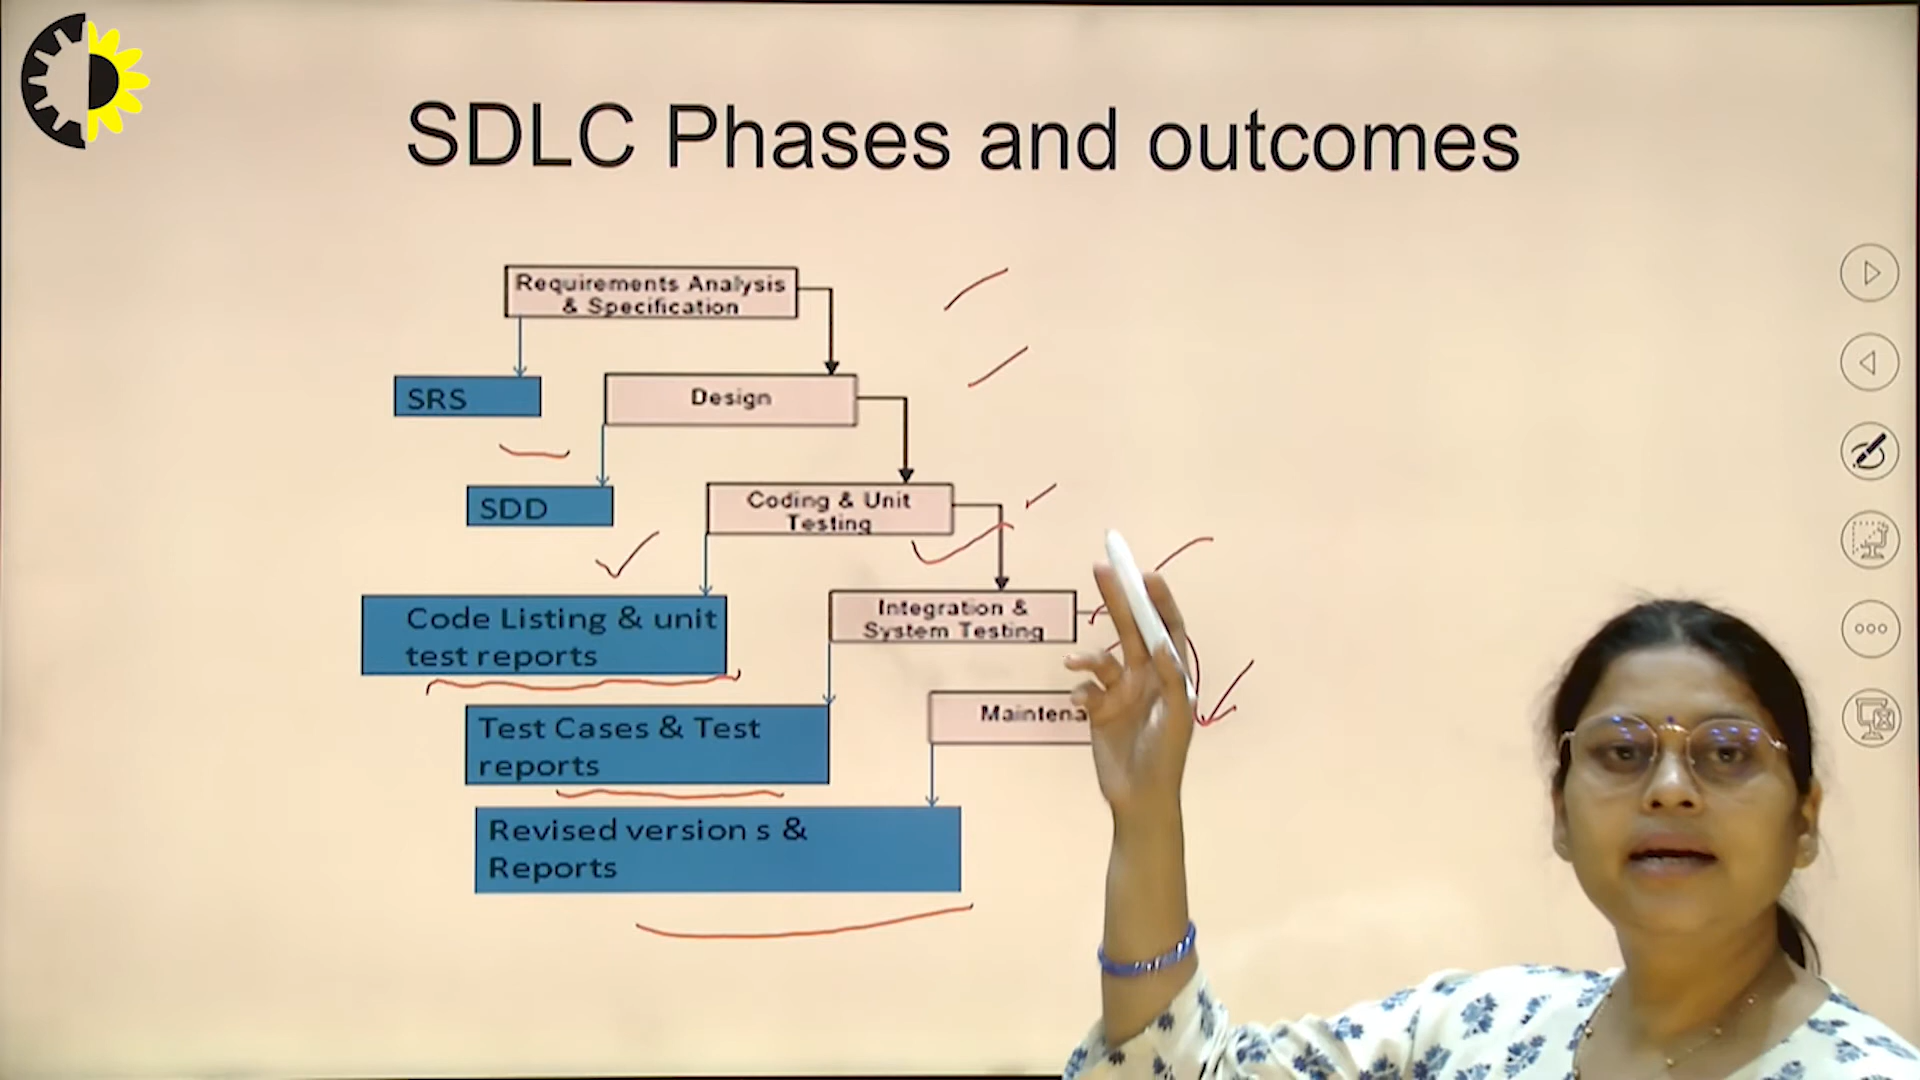 SDLC Phases and outcomes
Requirements Analysis
& Specification
SRS
Design
SDD
Coding & Unit
Testing
Code Listing & unit
test reports
Integration &
System Testing
Test Cases & Test
reports
Revised version s &
Reports